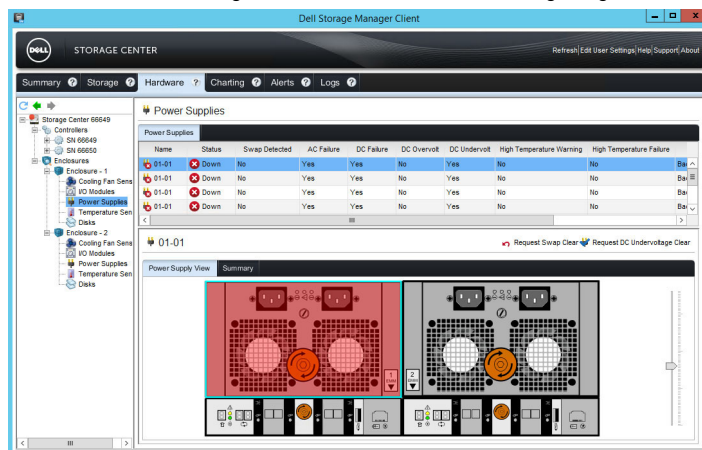 Dell Storage Manager Client
DELL STORAGE CENTER
Refresh Edit User Settings Help Support About
Summary ? Storage ? Hardware ? Charting ? Alerts ? Logs ?
Storage Center 66649
Controllers
SN 66649
SN 66650
Enclosures
Enclosure - 1
Cooling Fan Sens
I/O Modules
Power Supplies
Temperature Sen
Disks
Enclosure - 2
Cooling Fan Sens
I/O Modules
Power Supplies
Temperature Sen
Disks
Power Supplies
Power Supplies
Name Status Swap Detected AC Failure DC Failure DC Overvolt DC Undervolt High Temperature Warning High Temperature Failure
01-01 Down No Yes Yes No Yes No No Ba
01-01 Down No Yes Yes No Yes No No Ba
01-01 Down No Yes Yes No Yes No No Ba
01-01 Down No Yes Yes No Yes No No Ba
01-01
Request Swap Clear Request DC Undervoltage Clear
Power Supply View Summary
1
2